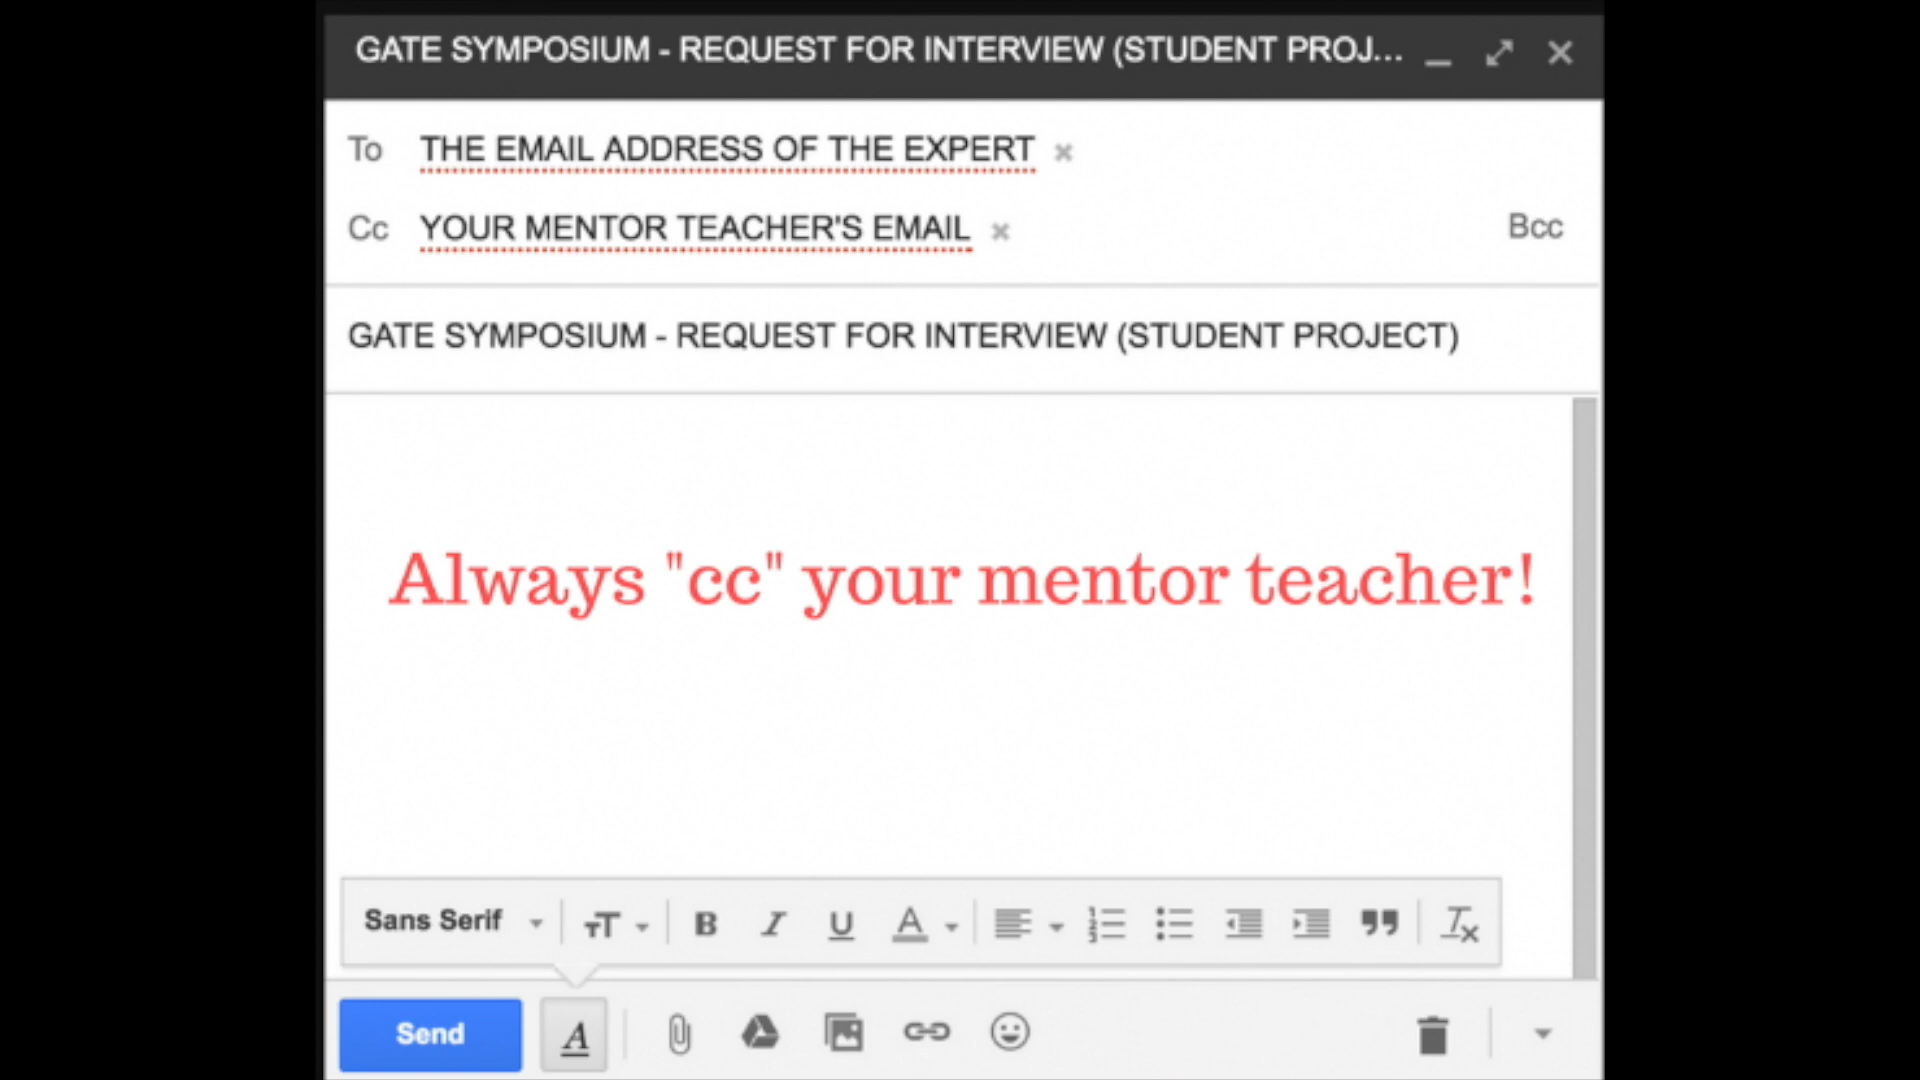 GATE SYMPOSIUM - REQUEST FOR INTERVIEW (STUDENT PROJ...
To THE EMAIL ADDRESS OF THE EXPERT
Cc YOUR MENTOR TEACHER'S EMAIL Bcc
GATE SYMPOSIUM - REQUEST FOR INTERVIEW (STUDENT PROJECT)
Always "cc" your mentor teacher!
Sans Serif
Send